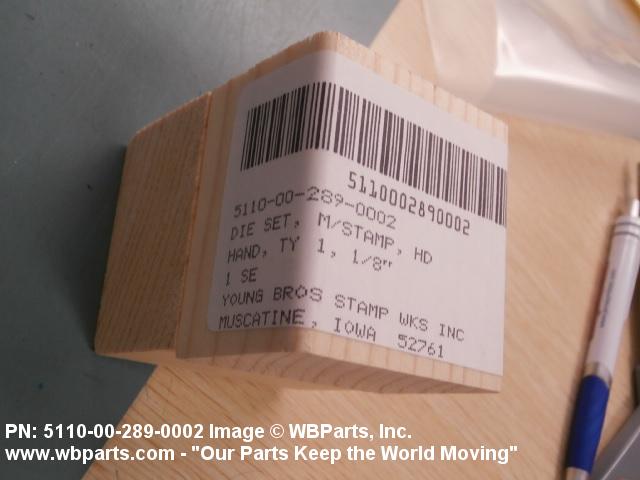 5110002890002
5110-00-289-0002
DIE SET, M/STAMP, HD
HAND, TY 1, 1/8"
1 SE
YOUNG BROS STAMP WKS INC
MUSCATINE, IOWA 52761
PN: 5110-00-289-0002 Image © WBParts, Inc.
www.wbparts.com - "Our Parts Keep the World Moving"